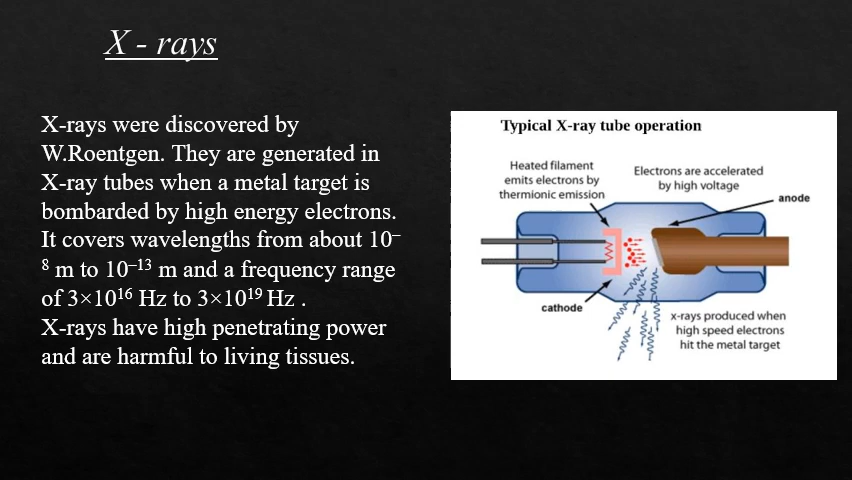 X - rays
X-rays were discovered by
W.Roentgen. They are generated in
X-ray tubes when a metal target is
bombarded by high energy electrons.
It covers wavelengths from about 10⁻
⁸ m to 10⁻¹³ m and a frequency range
of 3×10¹⁶ Hz to 3×10¹⁹ Hz .
X-rays have high penetrating power
and are harmful to living tissues.
Typical X-ray tube operation
Heated filament
emits electrons by
thermionic emission
Electrons are accelerated
by high voltage
anode
cathode
x-rays produced when
high speed electrons
hit the metal target